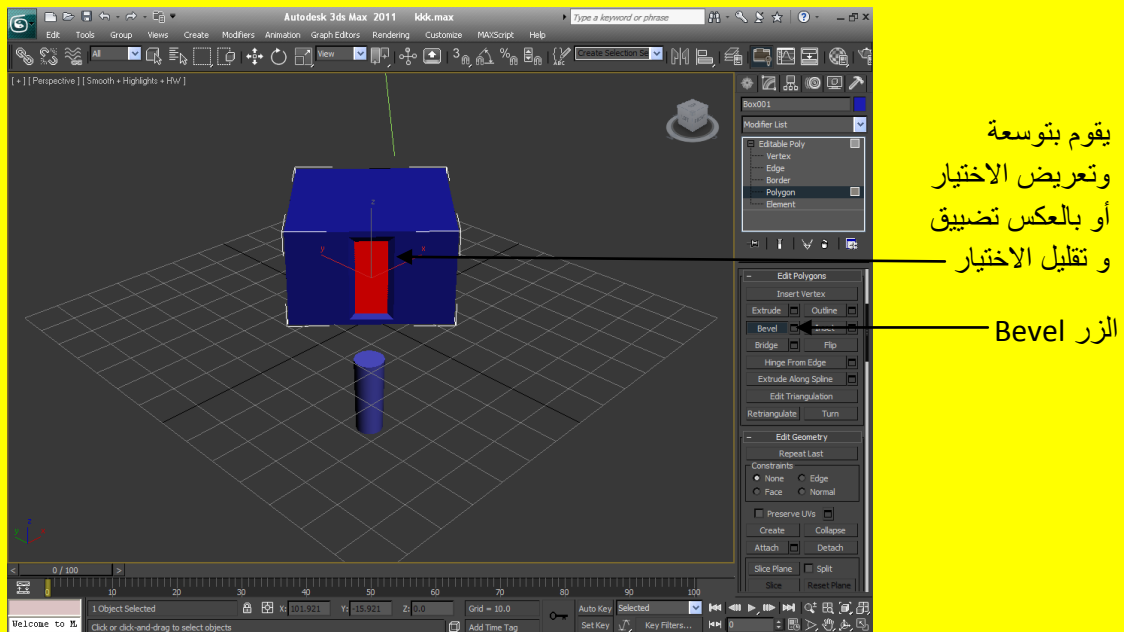 Autodesk 3ds Max 2011 kkk.max
Type a keyword or phrase
Edit Tools Group Views Create Modifiers Animation Graph Editors Rendering Customize MAXScript Help
All
View
3
Create Selection Se
ABC
[ + ] [ Perspective ] [ Smooth + Highlights + HW ]
z
y
x
z
y
Box001
Modifier List
Editable Poly
Vertex
Edge
Border
Polygon
Element
Edit Polygons
Insert Vertex
Extrude Outline
Bevel Inset
Bridge Flip
Hinge From Edge
Extrude Along Spline
Edit Triangulation
Retriangulate Turn
Edit Geometry
Repeat Last
Constraints
None Edge
Face Normal
Preserve UVs
Create Collapse
Attach Detach
Slice Plane Split
Slice Reset Plane
يقوم بتوسعة
وتعريض الاختيار
أو بالعكس تضييق
و تقليل الاختيار
الزر Bevel
< 0 / 100 >
0 10 20 30 40 50 60 70 80 90 100
1 Object Selected X: 101.921 Y: -15.921 Z: 0.0 Grid = 10.0 Auto Key Selected
Welcome to M Click or click-and-drag to select objects Add Time Tag Set Key Key Filters... 0